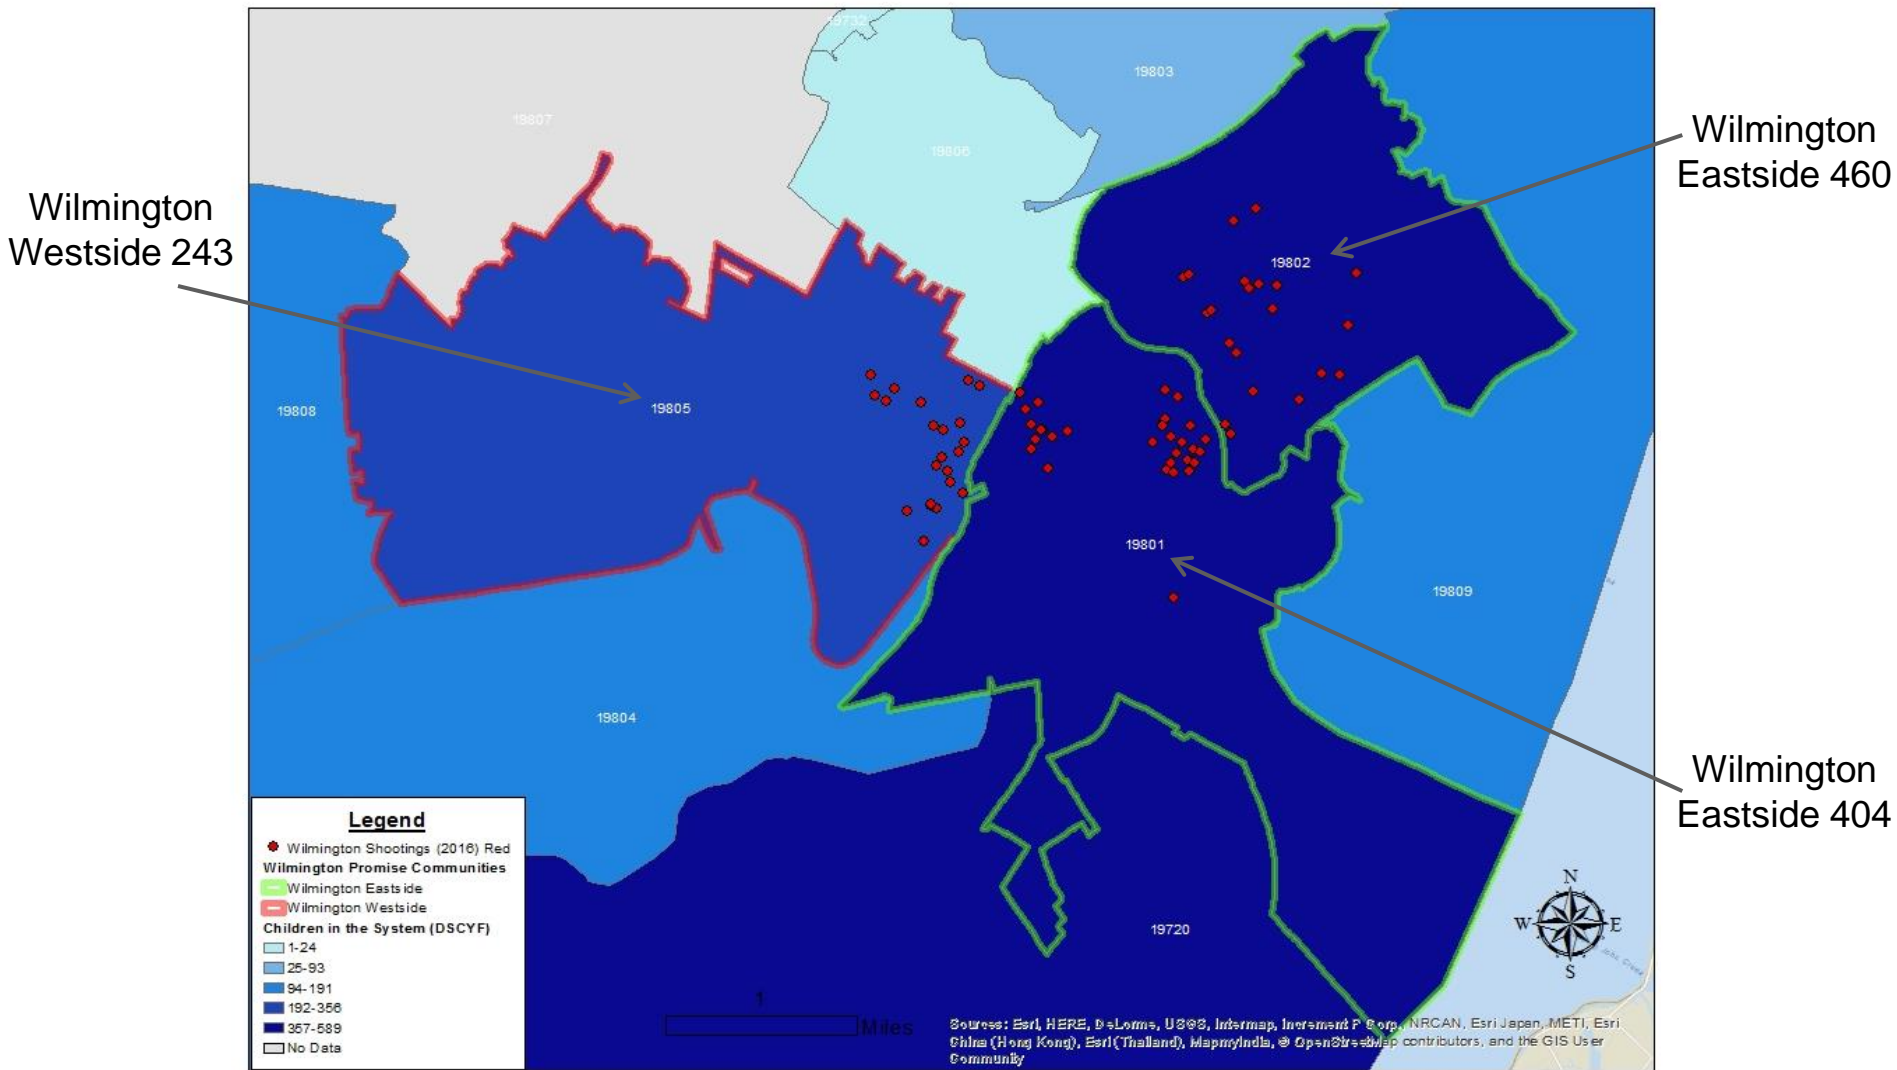 19732
19803
19807
19806
Wilmington
Eastside 460
Wilmington
Westside 243
19802
19808
19805
19801
19809
19804
Wilmington
Eastside 404
Legend
Wilmington Shootings (2016) Red
Wilmington Promise Communities
Wilmington Eastside
Wilmington Westside
Children in the System (DSCYF)
1-24
25-93
94-191
192-356
357-589
No Data
19720
N
W
E
S
1
Miles
Sources: Esri, HERE, DeLorme, USGS, Intermap, increment P Corp., NRCAN, Esri Japan, METI, Esri
China (Hong Kong), Esri (Thailand), MapmyIndia, © OpenStreetMap contributors, and the GIS User
Community